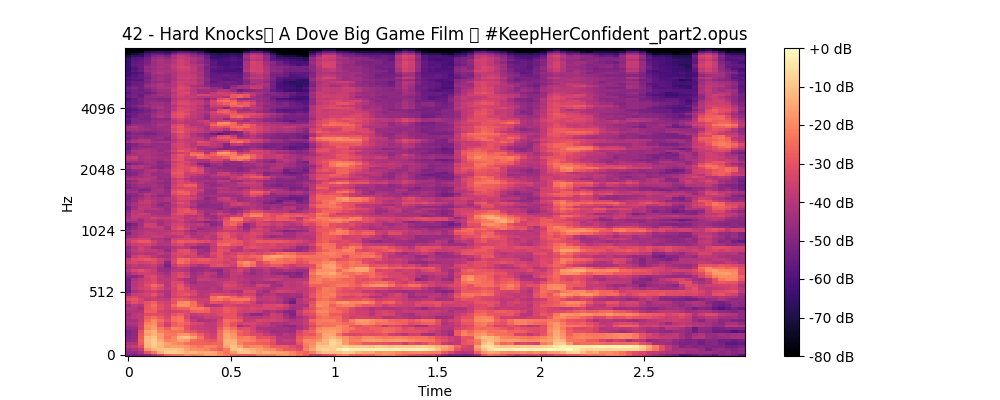 42 - Hard Knocks▯ A Dove Big Game Film ▯ #KeepHerConfident_part2.opus
Hz
4096
2048
1024
512
0
0 0.5 1 1.5 2 2.5
Time
+0 dB
-10 dB
-20 dB
-30 dB
-40 dB
-50 dB
-60 dB
-70 dB
-80 dB